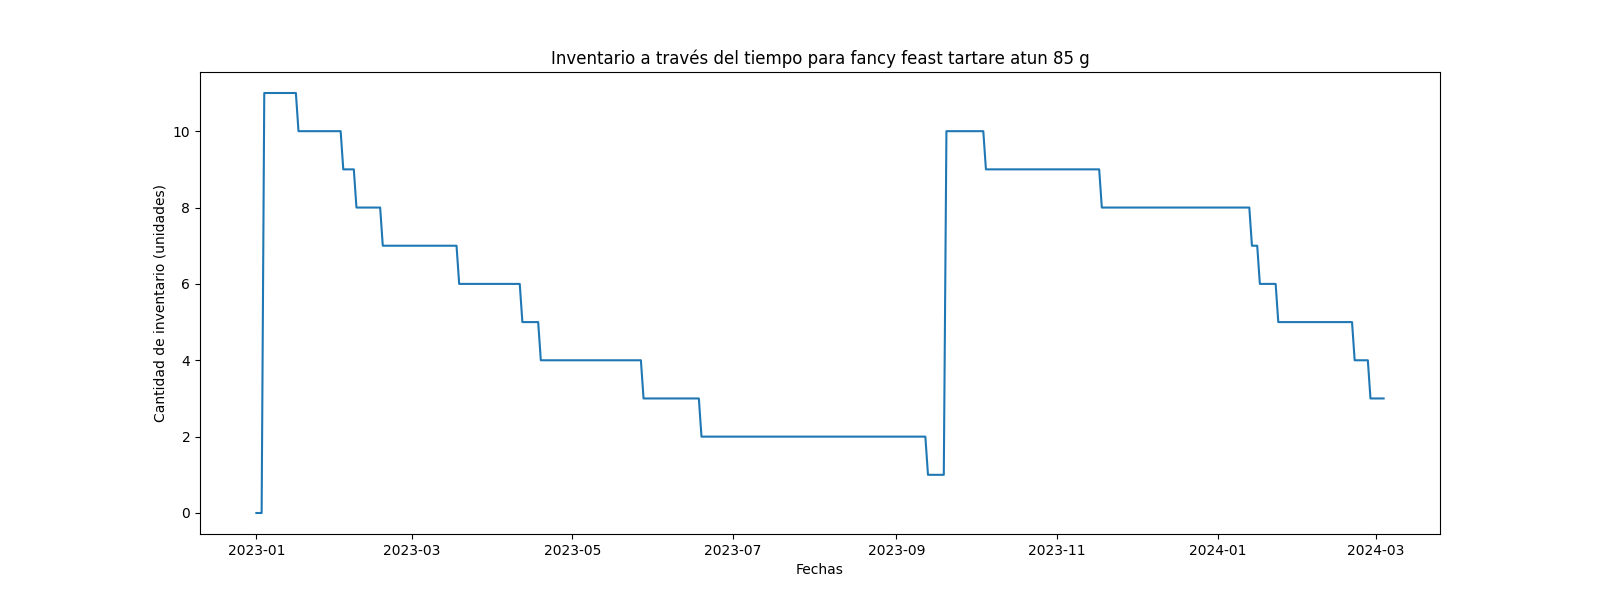 Inventario a través del tiempo para fancy feast tartare atun 85 g
Cantidad de inventario (unidades)
10
8
6
4
2
0
2023-01 2023-03 2023-05 2023-07 2023-09 2023-11 2024-01 2024-03
Fechas